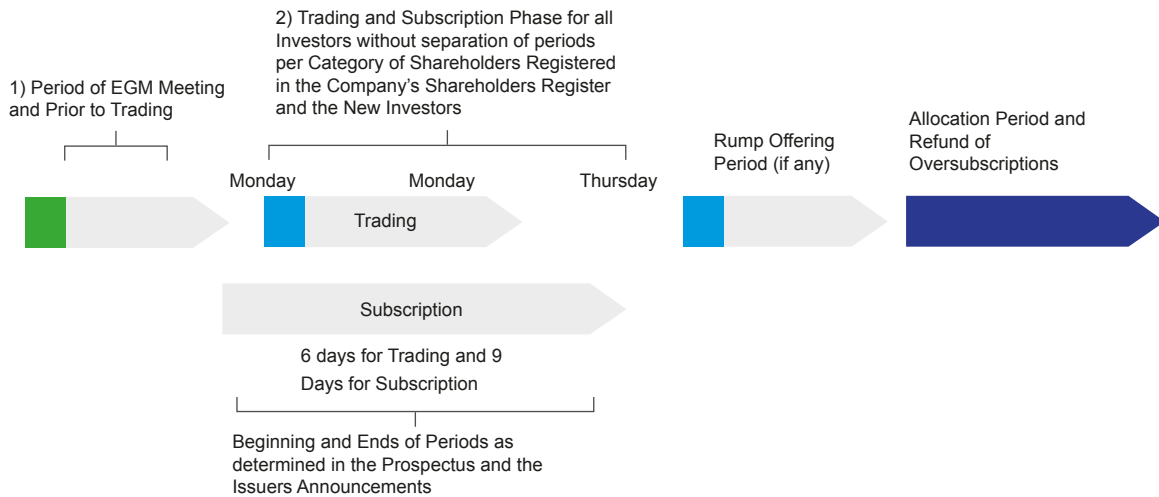 1) Period of EGM Meeting
and Prior to Trading
2) Trading and Subscription Phase for all
Investors without separation of periods
per Category of Shareholders Registered
in the Company's Shareholders Register
and the New Investors
Rump Offering
Period (if any)
Allocation Period and
Refund of
Oversubscriptions
Monday
Monday
Thursday
Trading
Subscription
6 days for Trading and 9
Days for Subscription
Beginning and Ends of Periods as
determined in the Prospectus and the
Issuers Announcements